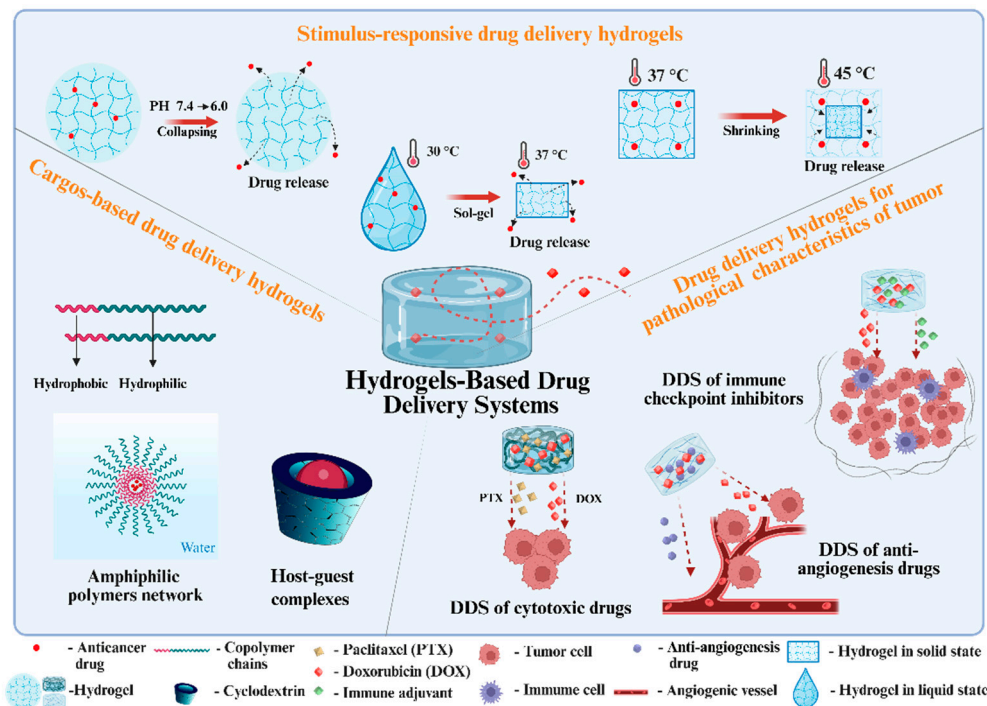 Stimulus-responsive drug delivery hydrogels
PH 7.4 → 6.0
Collapsing
Drug release
30 °C
Sol-gel
37 °C
Drug release
37 °C
Shrinking
45 °C
Drug release
Cargos-based drug delivery hydrogels
Hydrophobic
Hydrophilic
Water
Amphiphilic
polymers network
Host-guest
complexes
Hydrogels-Based Drug
Delivery Systems
Drug delivery hydrogels for
pathological characteristics of tumor
DDS of immune
checkpoint inhibitors
PTX
DOX
DDS of cytotoxic drugs
DDS of anti-
angiogenesis drugs
- Anticancer
drug
- Copolymer
chains
- Paclitaxel (PTX)
- Doxorubicin (DOX)
- Immune adjuvant
- Tumor cell
- Anti-angiogenesis
drug
- Hydrogel in solid state
-Hydrogel
- Cyclodextrin
- Immune cell
- Angiogenic vessel
- Hydrogel in liquid state